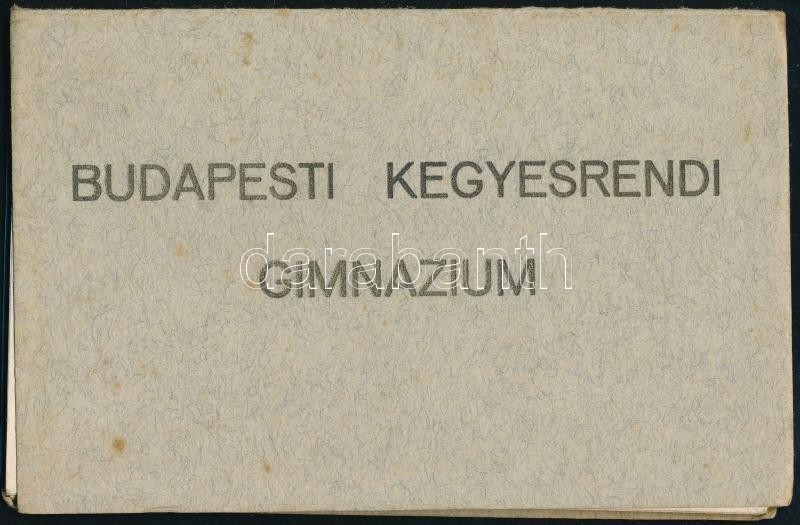 BUDAPESTI KEGYESRENDI
darabanth
GIMNAZIUM